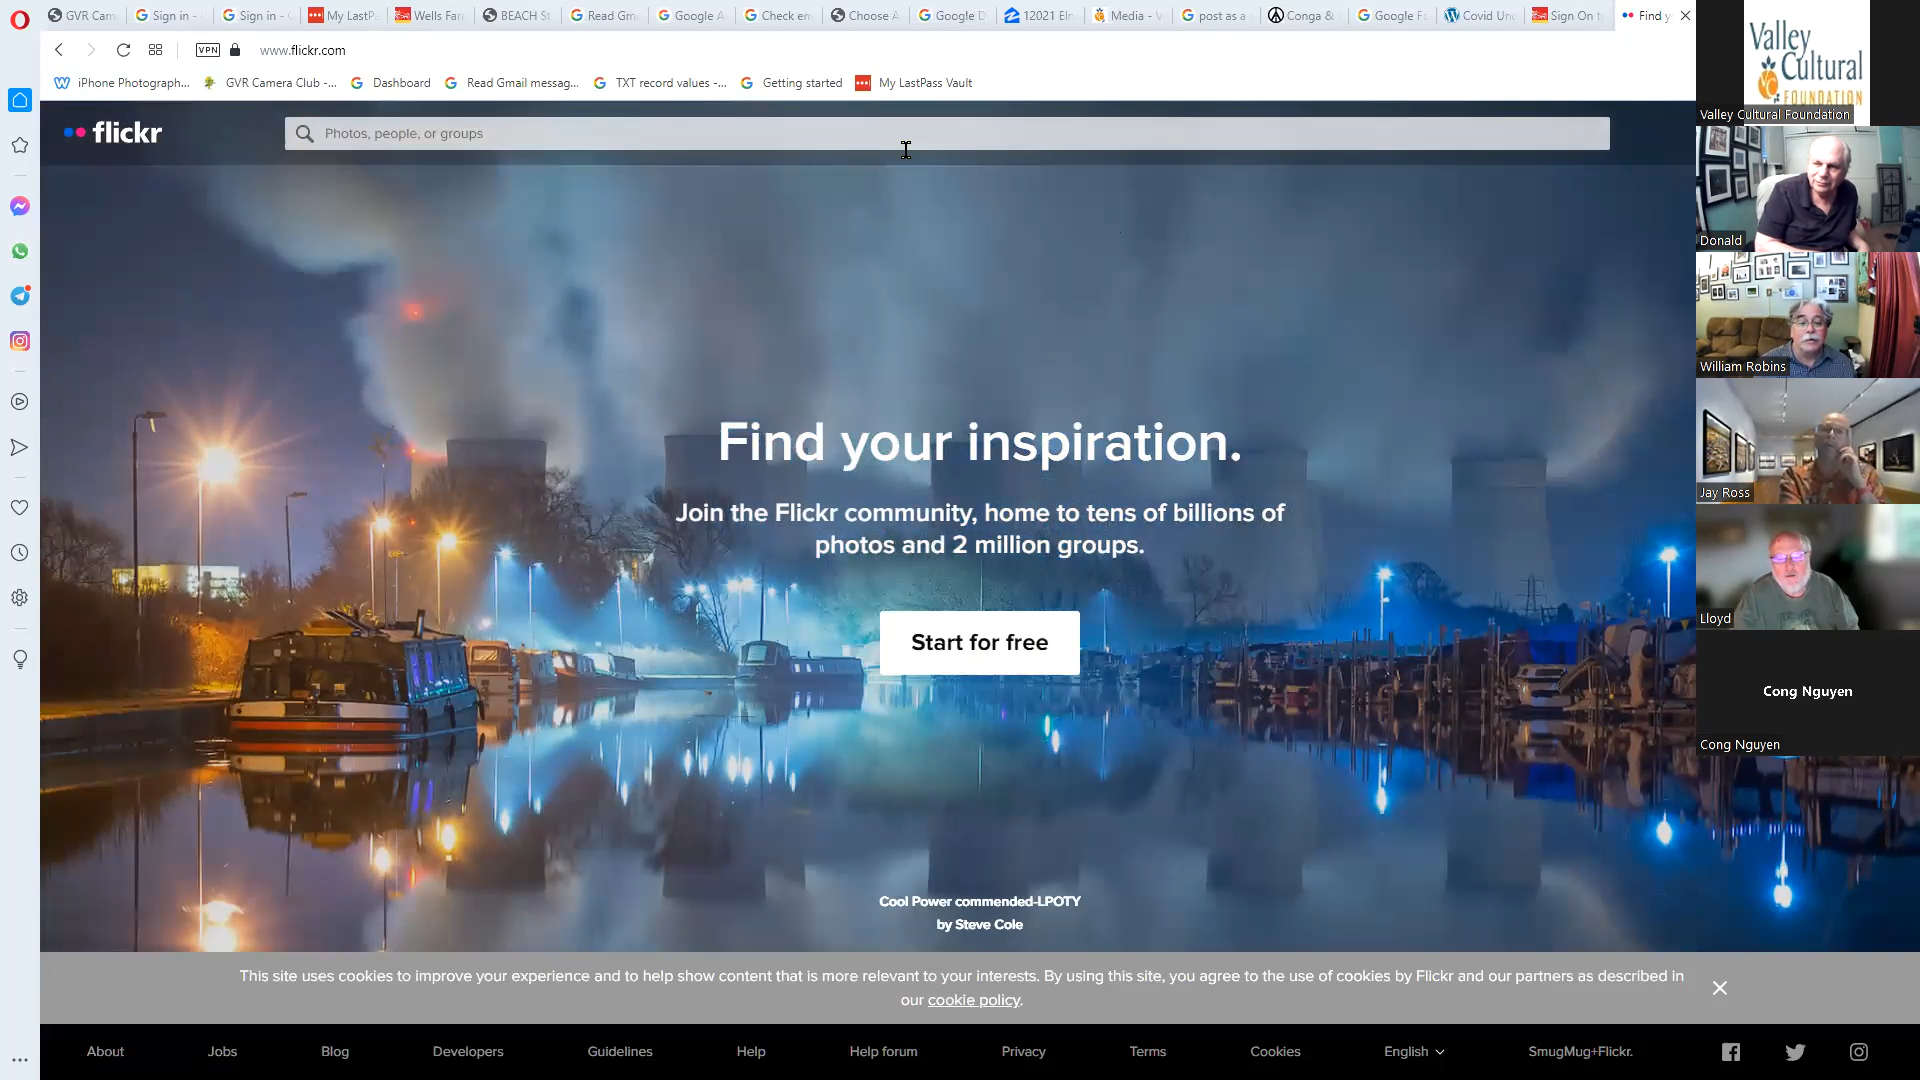 GVR Cam
Sign in -
Sign in - G
My LastPa
Wells Farg
BEACH St
Read Gma
Google A
Check em
Choose A
Google D
12021 Eln
Media - V
post as a
Conga &
Google Fo
Covid Unc
Sign On to
Find y
VPN
www.flickr.com
iPhone Photograph...
GVR Camera Club -...
Dashboard
Read Gmail messag...
TXT record values -...
Getting started
My LastPass Vault
flickr
Photos, people, or groups
Find your inspiration.
Join the Flickr community, home to tens of billions of
photos and 2 million groups.
Start for free
Cool Power commended-LPOTY
by Steve Cole
This site uses cookies to improve your experience and to help show content that is more relevant to your interests. By using this site, you agree to the use of cookies by Flickr and our partners as described in
our cookie policy.
About
Jobs
Blog
Developers
Guidelines
Help
Help forum
Privacy
Terms
Cookies
English
SmugMug+Flickr.
Valley
Cultural
FOUNDATION
Valley Cultural Foundation
Donald
William Robins
Jay Ross
Lloyd
Cong Nguyen
Cong Nguyen